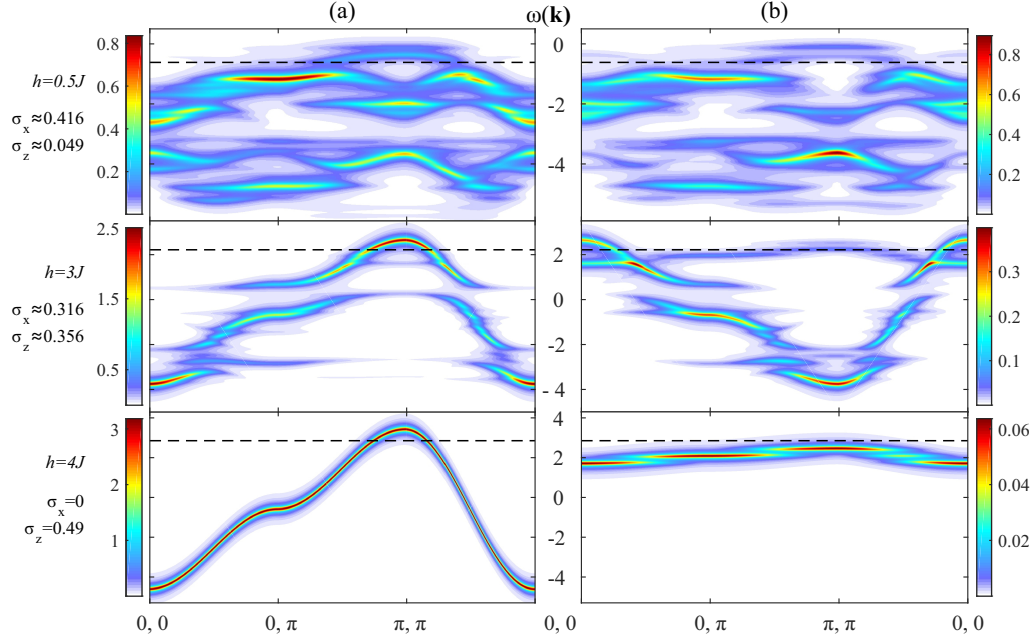 (a) ω(k) (b)
0.8 0 
h=0.5J 0.6 -2 0.8
σx≈0.416 0.4 0.6
σz≈0.049 0.2 -4 0.4
0.2
2.5 2
h=3J 0 0.3
σx≈0.316 1.5 -2 0.2
σz≈0.356 0.5 -4 0.1
3 4 0.06
h=4J 2 2
σx=0 0 0.04
σz=0.49 1 -2 0.02
-4
0, 0 0, π π, π 0, 0 0, 0 0, π π, π 0, 0